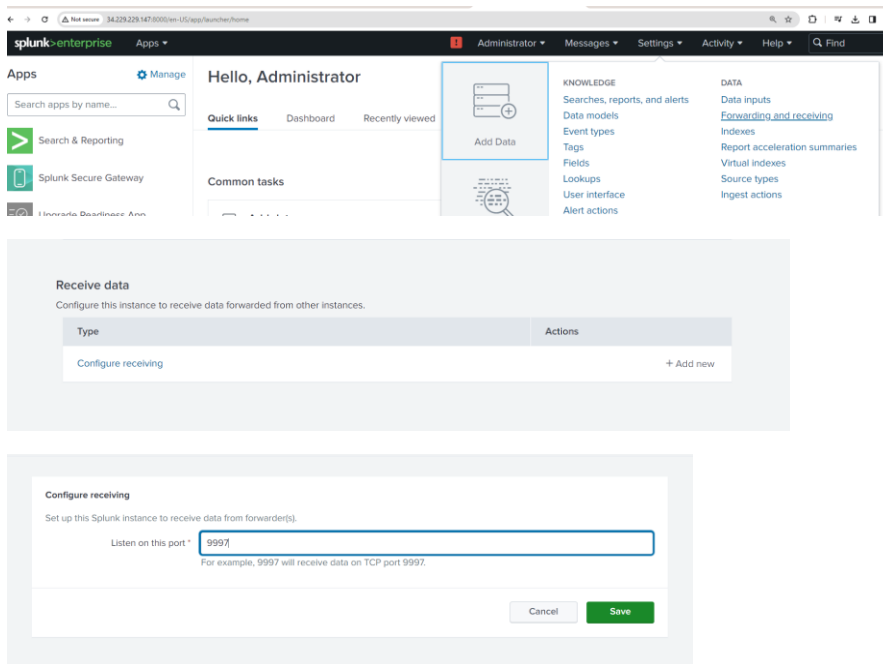 Not secure 34.229.229.147:8000/en-US/app/launcher/home
splunk>enterprise Apps Administrator Messages Settings Activity Help Find
Apps Manage
Search apps by name...
Search & Reporting
Splunk Secure Gateway
Upgrade Readiness App
Hello, Administrator
Quick links Dashboard Recently viewed
Common tasks
Add Data
KNOWLEDGE
Searches, reports, and alerts
Data models
Event types
Tags
Fields
Lookups
User interface
Alert actions
DATA
Data inputs
Forwarding and receiving
Indexes
Report acceleration summaries
Virtual indexes
Source types
Ingest actions
Receive data
Configure this instance to receive data forwarded from other instances.
Type Actions
Configure receiving + Add new
Configure receiving
Set up this Splunk instance to receive data from forwarder(s).
Listen on this port * 9997
For example, 9997 will receive data on TCP port 9997.
Cancel Save